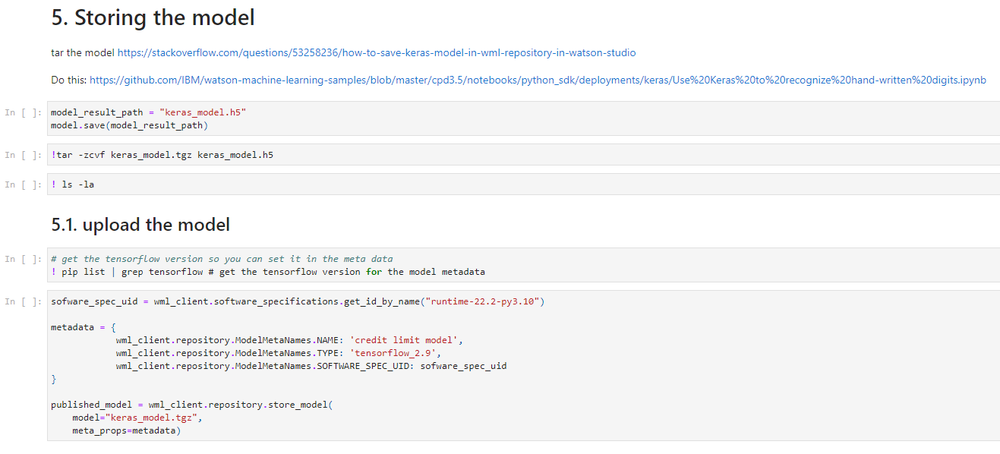 5. Storing the model
tar the model https://stackoverflow.com/questions/53258236/how-to-save-keras-model-in-wml-repository-in-watson-studio
Do this: https://github.com/IBM/watson-machine-learning-samples/blob/master/cpd3.5/notebooks/python_sdk/deployments/keras/Use%20Keras%20to%20recognize%20hand-written%20digits.ipynb
In [ ]: model_result_path = "keras_model.h5"
model.save(model_result_path)
In [ ]: !tar -zcvf keras_model.tgz keras_model.h5
In [ ]: ! ls -la
5.1. upload the model
In [ ]: # get the tensorflow version so you can set it in the meta data
! pip list | grep tensorflow # get the tensorflow version for the model metadata
In [ ]: sofware_spec_uid = wml_client.software_specifications.get_id_by_name("runtime-22.2-py3.10")
metadata = {
wml_client.repository.ModelMetaNames.NAME: 'credit limit model',
wml_client.repository.ModelMetaNames.TYPE: 'tensorflow_2.9',
wml_client.repository.ModelMetaNames.SOFTWARE_SPEC_UID: sofware_spec_uid
}
published_model = wml_client.repository.store_model(
model="keras_model.tgz",
meta_props=metadata)